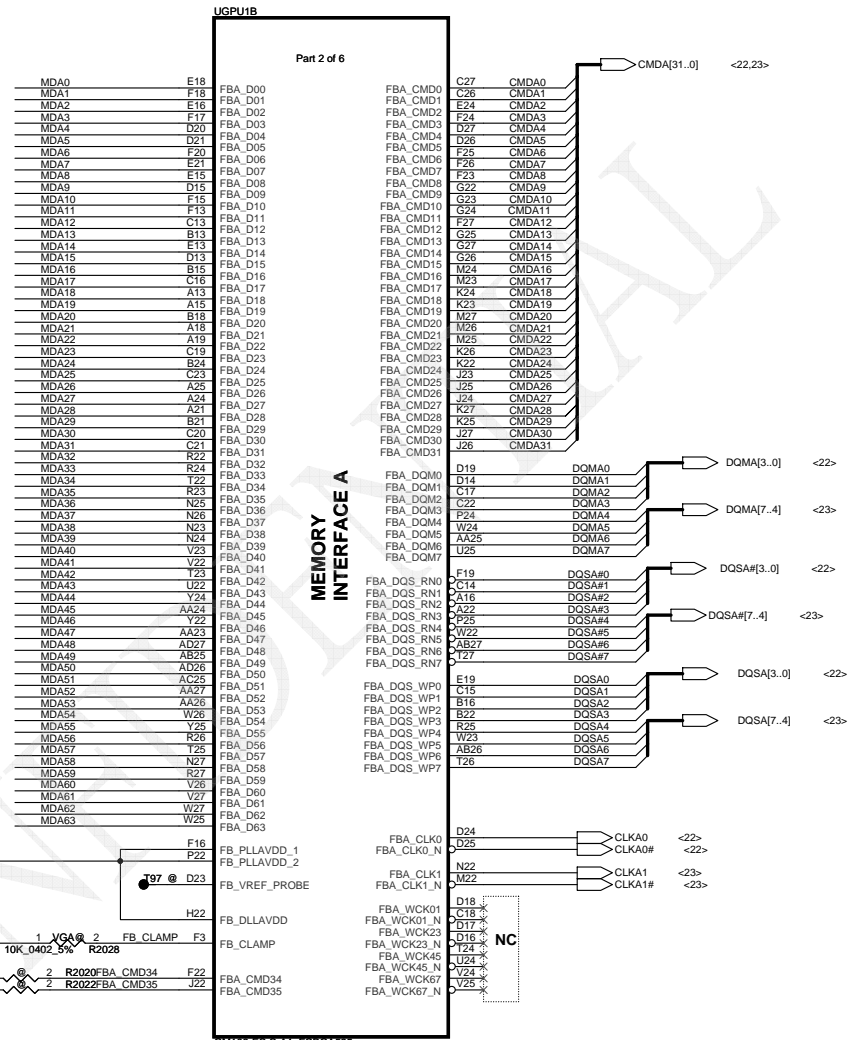 UGPU1B
Part 2 of 6
MEMORY
INTERFACE A
MDA0 E18 FBA_D00
MDA1 F18 FBA_D01
MDA2 E16 FBA_D02
MDA3 F17 FBA_D03
MDA4 D20 FBA_D04
MDA5 D21 FBA_D05
MDA6 F20 FBA_D06
MDA7 E21 FBA_D07
MDA8 E15 FBA_D08
MDA9 D15 FBA_D09
MDA10 F15 FBA_D10
MDA11 F13 FBA_D11
MDA12 C13 FBA_D12
MDA13 B13 FBA_D13
MDA14 E13 FBA_D14
MDA15 D13 FBA_D15
MDA16 B15 FBA_D16
MDA17 C16 FBA_D17
MDA18 A13 FBA_D18
MDA19 A15 FBA_D19
MDA20 B18 FBA_D20
MDA21 A18 FBA_D21
MDA22 A19 FBA_D22
MDA23 C19 FBA_D23
MDA24 B24 FBA_D24
MDA25 C23 FBA_D25
MDA26 A25 FBA_D26
MDA27 A24 FBA_D27
MDA28 A21 FBA_D28
MDA29 B21 FBA_D29
MDA30 C20 FBA_D30
MDA31 C21 FBA_D31
MDA32 R22 FBA_D32
MDA33 R24 FBA_D33
MDA34 T22 FBA_D34
MDA35 R23 FBA_D35
MDA36 N25 FBA_D36
MDA37 N26 FBA_D37
MDA38 N23 FBA_D38
MDA39 N24 FBA_D39
MDA40 V23 FBA_D40
MDA41 V22 FBA_D41
MDA42 T23 FBA_D42
MDA43 U22 FBA_D43
MDA44 Y24 FBA_D44
MDA45 AA24 FBA_D45
MDA46 Y22 FBA_D46
MDA47 AA23 FBA_D47
MDA48 AD27 FBA_D48
MDA49 AB25 FBA_D49
MDA50 AD26 FBA_D50
MDA51 AC25 FBA_D51
MDA52 AA27 FBA_D52
MDA53 AA26 FBA_D53
MDA54 W26 FBA_D54
MDA55 Y25 FBA_D55
MDA56 R26 FBA_D56
MDA57 T25 FBA_D57
MDA58 N27 FBA_D58
MDA59 R27 FBA_D59
MDA60 V26 FBA_D60
MDA61 V27 FBA_D61
MDA62 W27 FBA_D62
MDA63 W25 FBA_D63
F16 FB_PLLAVDD_1
P22 FB_PLLAVDD_2
T97 @ D23 FB_VREF_PROBE
H22 FB_DLLAVDD
1 VGA@ 2 FB_CLAMP F3 FB_CLAMP
10K_0402_5% R2028
@ 2 R2020 FBA_CMD34 F22 FBA_CMD34
@ 2 R2022 FBA_CMD35 J22 FBA_CMD35
FBA_CMD0 C27 CMDA0
FBA_CMD1 C26 CMDA1
FBA_CMD2 E24 CMDA2
FBA_CMD3 F24 CMDA3
FBA_CMD4 D27 CMDA4
FBA_CMD5 D26 CMDA5
FBA_CMD6 F25 CMDA6
FBA_CMD7 F26 CMDA7
FBA_CMD8 F23 CMDA8
FBA_CMD9 G22 CMDA9
FBA_CMD10 G23 CMDA10
FBA_CMD11 G24 CMDA11
FBA_CMD12 F27 CMDA12
FBA_CMD13 G25 CMDA13
FBA_CMD14 G27 CMDA14
FBA_CMD15 G26 CMDA15
FBA_CMD16 M24 CMDA16
FBA_CMD17 M23 CMDA17
FBA_CMD18 K24 CMDA18
FBA_CMD19 K23 CMDA19
FBA_CMD20 M27 CMDA20
FBA_CMD21 M26 CMDA21
FBA_CMD22 M25 CMDA22
FBA_CMD23 K26 CMDA23
FBA_CMD24 K22 CMDA24
FBA_CMD25 J23 CMDA25
FBA_CMD26 J25 CMDA26
FBA_CMD27 J24 CMDA27
FBA_CMD28 K27 CMDA28
FBA_CMD29 K25 CMDA29
FBA_CMD30 J27 CMDA30
FBA_CMD31 J26 CMDA31
CMDA[31..0] <22,23>
FBA_DQM0 D19 DQMA0
FBA_DQM1 D14 DQMA1
FBA_DQM2 C17 DQMA2
FBA_DQM3 C22 DQMA3
FBA_DQM4 P24 DQMA4
FBA_DQM5 W24 DQMA5
FBA_DQM6 AA25 DQMA6
FBA_DQM7 U25 DQMA7
DQMA[3..0] <22>
DQMA[7..4] <23>
FBA_DQS_RN0 F19 DQSA#0
FBA_DQS_RN1 C14 DQSA#1
FBA_DQS_RN2 A16 DQSA#2
FBA_DQS_RN3 A22 DQSA#3
FBA_DQS_RN4 P25 DQSA#4
FBA_DQS_RN5 W22 DQSA#5
FBA_DQS_RN6 AB27 DQSA#6
FBA_DQS_RN7 T27 DQSA#7
DQSA#[3..0] <22>
DQSA#[7..4] <23>
FBA_DQS_WP0 E19 DQSA0
FBA_DQS_WP1 C15 DQSA1
FBA_DQS_WP2 B16 DQSA2
FBA_DQS_WP3 B22 DQSA3
FBA_DQS_WP4 R25 DQSA4
FBA_DQS_WP5 W23 DQSA5
FBA_DQS_WP6 AB26 DQSA6
FBA_DQS_WP7 T26 DQSA7
DQSA[3..0] <22>
DQSA[7..4] <23>
FBA_CLK0 D24 CLKA0 <22>
FBA_CLK0_N D25 CLKA0# <22>
FBA_CLK1 N22 CLKA1 <23>
FBA_CLK1_N M22 CLKA1# <23>
FBA_WCK01 D18
FBA_WCK01_N C18
FBA_WCK23 D17
FBA_WCK23_N D16
FBA_WCK45 T24
FBA_WCK45_N U24
FBA_WCK67 V24
FBA_WCK67_N V25
NC